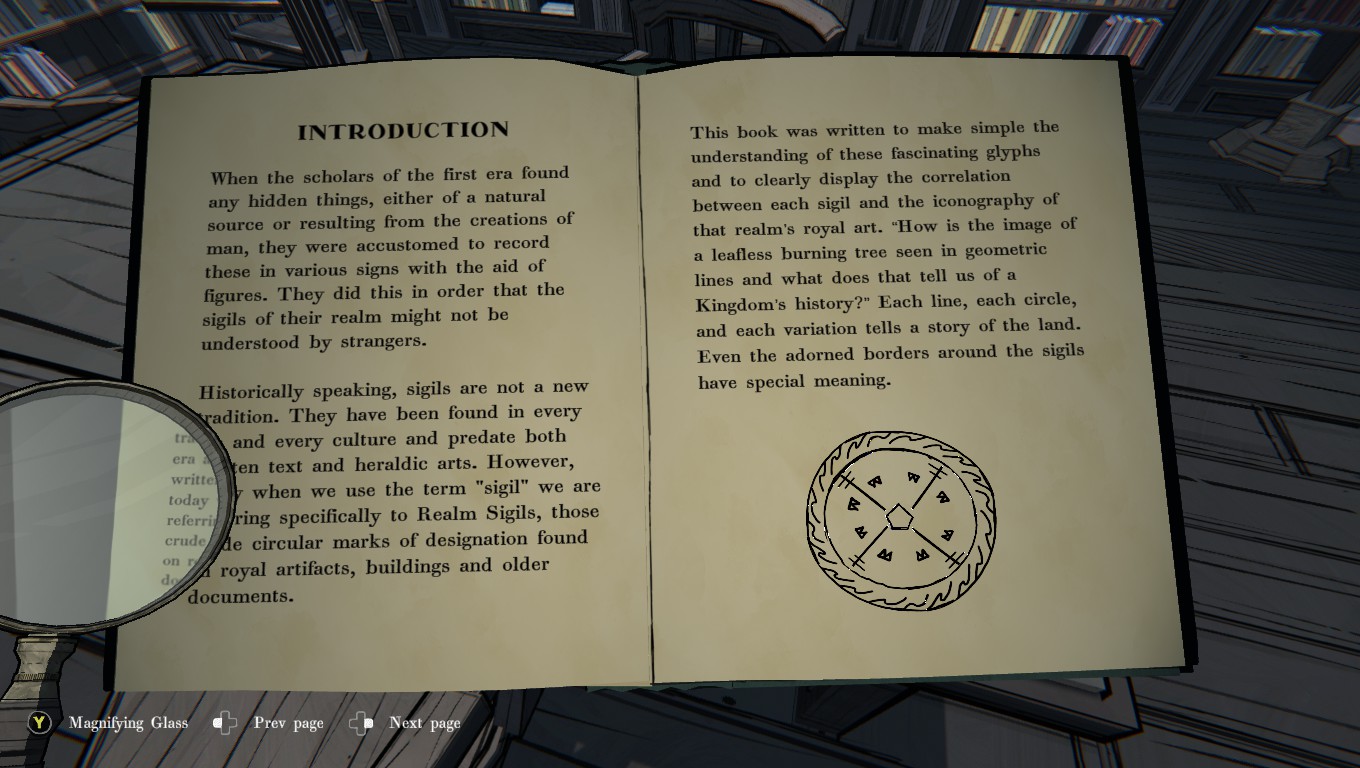 INTRODUCTION
When the scholars of the first era found
any hidden things, either of a natural
source or resulting from the creations of
man, they were accustomed to record
these in various signs with the aid of
figures. They did this in order that the
sigils of their realm might not be
understood by strangers.
Historically speaking, sigils are not a new
tradition. They have been found in every
era and every culture and predate both
written text and heraldic arts. However,
today when we use the term "sigil" we are
referring specifically to Realm Sigils, those
crude circular marks of designation found
on royal artifacts, buildings and older
documents.
This book was written to make simple the
understanding of these fascinating glyphs
and to clearly display the correlation
between each sigil and the iconography of
that realm's royal art. "How is the image of
a leafless burning tree seen in geometric
lines and what does that tell us of a
Kingdom's history?" Each line, each circle,
and each variation tells a story of the land.
Even the adorned borders around the sigils
have special meaning.
Y Magnifying Glass Prev page Next page